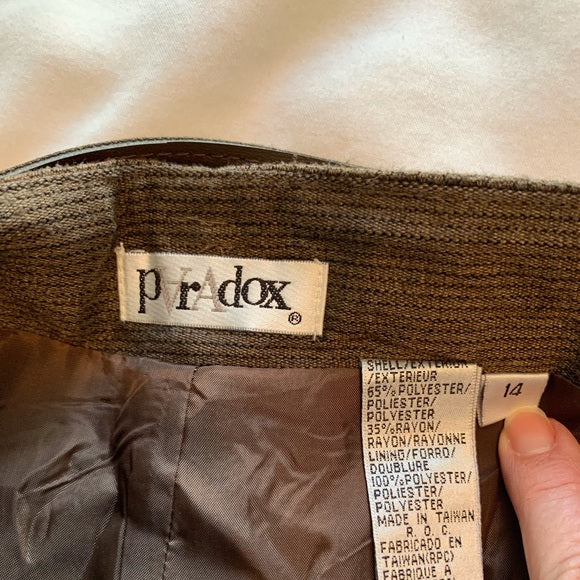 pArAdox
®
14
SHELL/EXTERIOR
/EXTERIEUR
65% POLYESTER/
POLIESTER/
POLYESTER
35% RAYON/
RAYON/RAYONNE
LINING/FORRO/
DOUBLURE
100% POLYESTER/
POLIESTER/
POLYESTER
MADE IN TAIWAN
R. O. C.
FABRICADO EN
TAIWAN(RPC)
FABRIQUE A